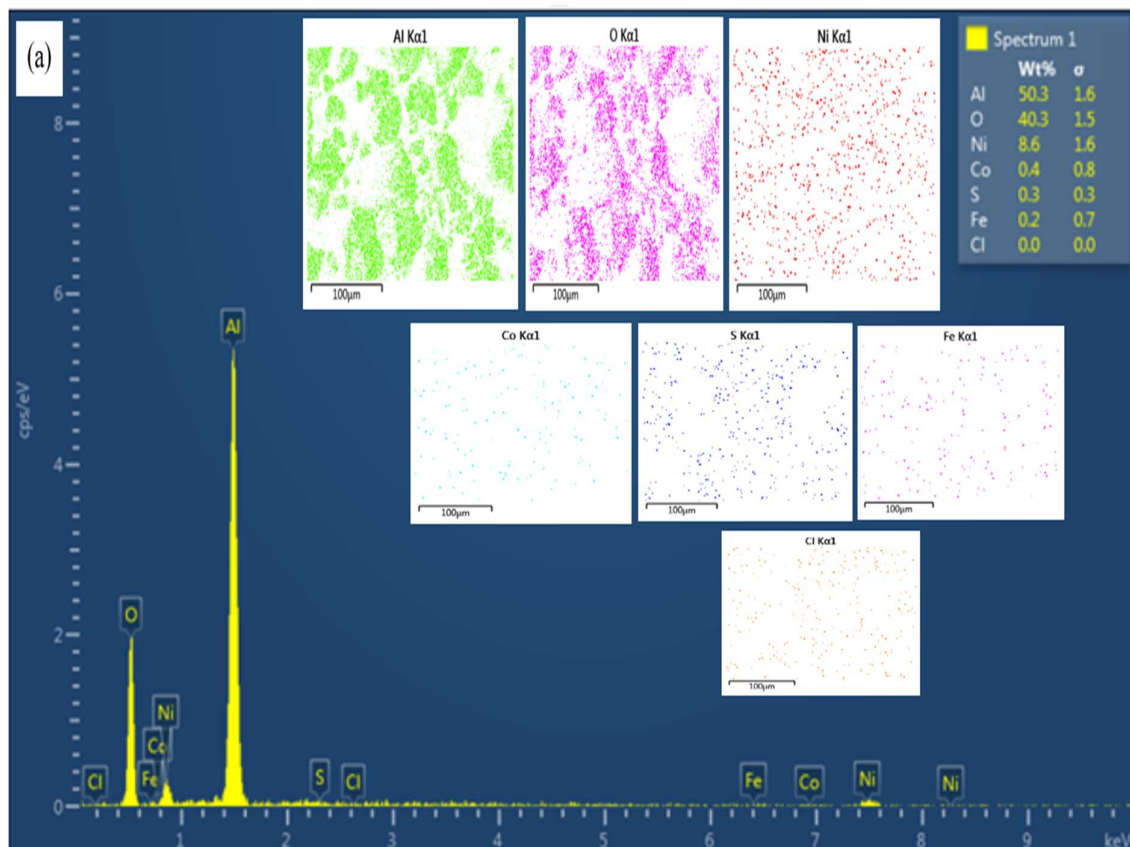 (a)
Al Kα1
O Kα1
Ni Kα1
100μm
100μm
100μm
Spectrum 1
Wt% σ
Al 50.3 1.6
O 40.3 1.5
Ni 8.6 1.6
Co 0.4 0.8
S 0.3 0.3
Fe 0.2 0.7
Cl 0.0 0.0
Co Kα1
S Kα1
Fe Kα1
100μm
100μm
100μm
Cl Kα1
100μm
cps/eV
8
6
4
2
0
Al
O
Ni
Co
Cl
Fe
S
Cl
Fe
Co
Ni
Ni
1 2 3 4 5 6 7 8 9 keV